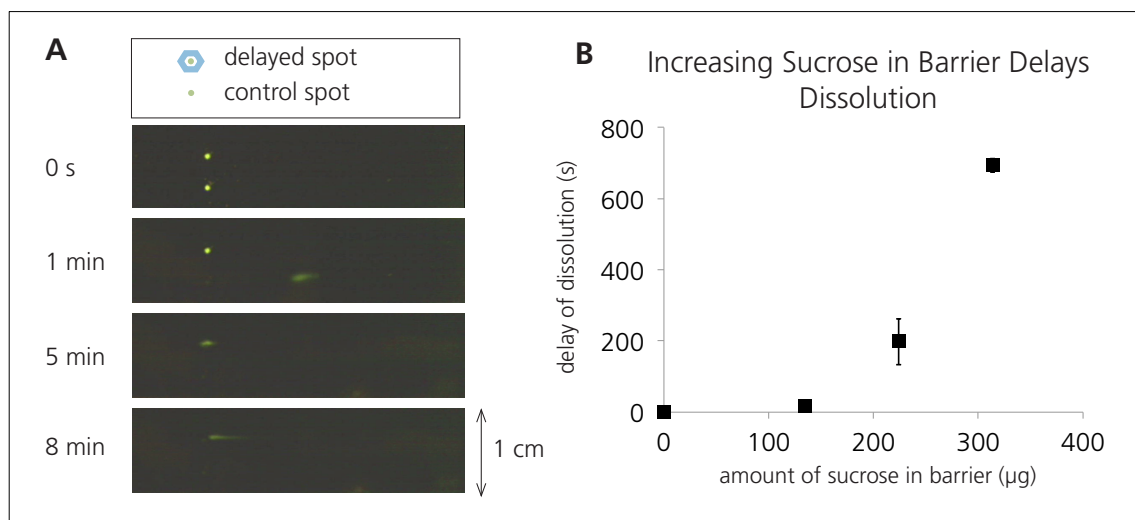 A
delayed spot
control spot
0 s
1 min
5 min
8 min
1 cm
B
Increasing Sucrose in Barrier Delays
Dissolution
delay of dissolution (s)
800
600
400
200
0
0
100
200
300
400
amount of sucrose in barrier (µg)